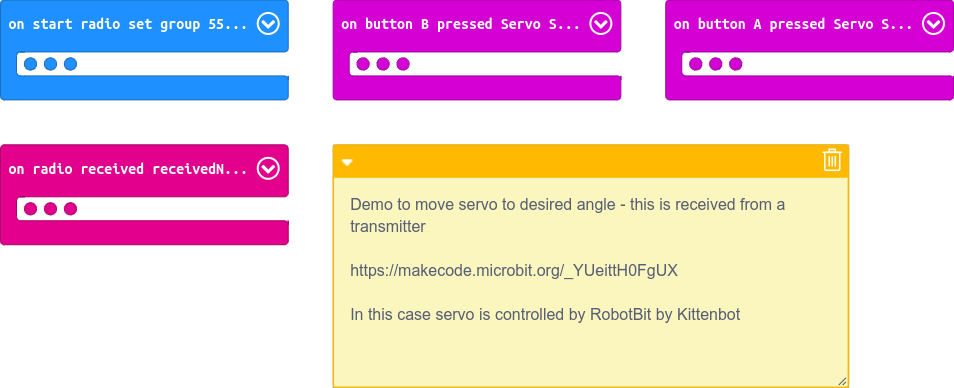 on start radio set group 55...
on button B pressed Servo S...
on button A pressed Servo S...
on radio received receivedN...
Demo to move servo to desired angle - this is received from a
transmitter
https://makecode.microbit.org/_YUeittH0FgUX
In this case servo is controlled by RobotBit by Kittenbot